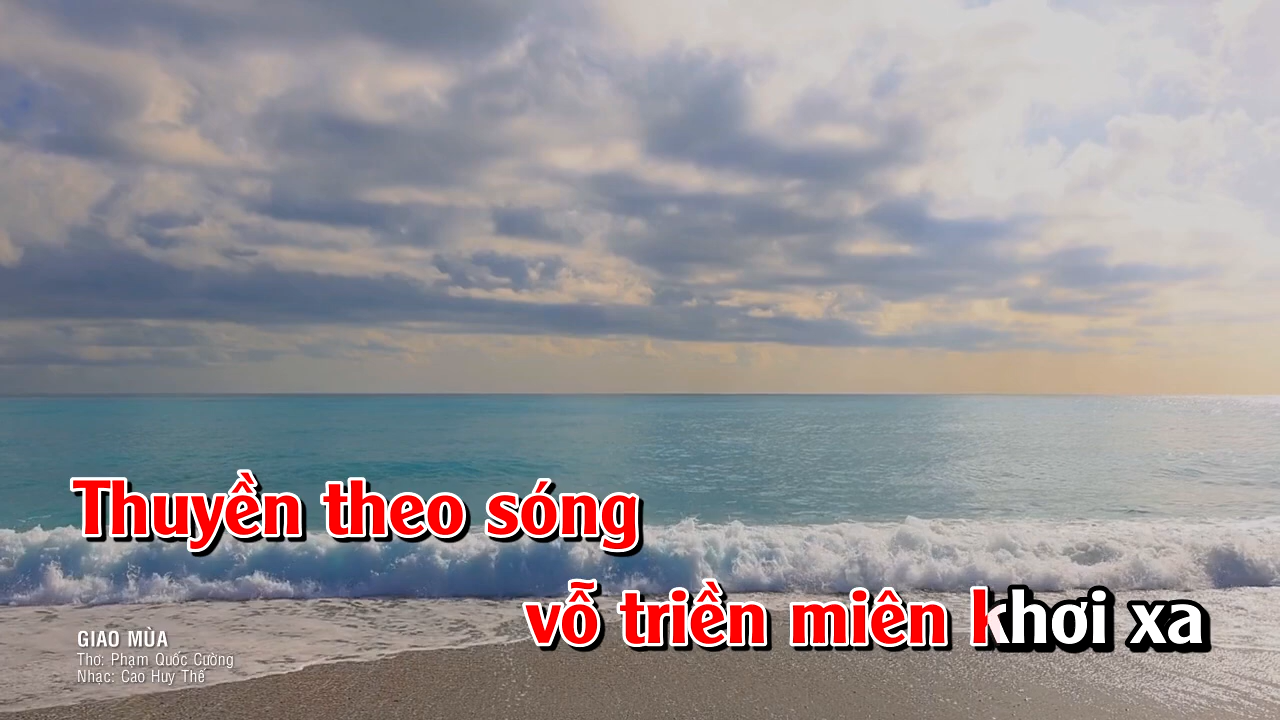 Thuyền theo sóng
vỗ triền miên khơi xa
GIAO MÙA
Thơ: Phạm Quốc Cường
Nhạc: Cao Huy Thế